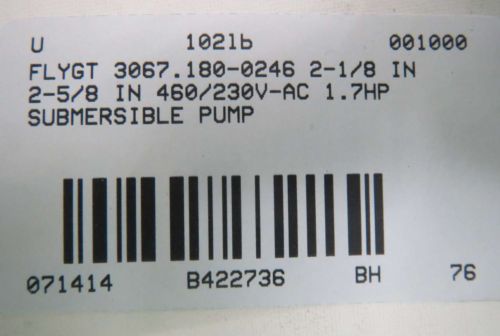 U 102lb 001000
FLYGT 3067.180-0246 2-1/8 IN
2-5/8 IN 460/230V-AC 1.7HP
SUBMERSIBLE PUMP
071414 B422736 BH 76